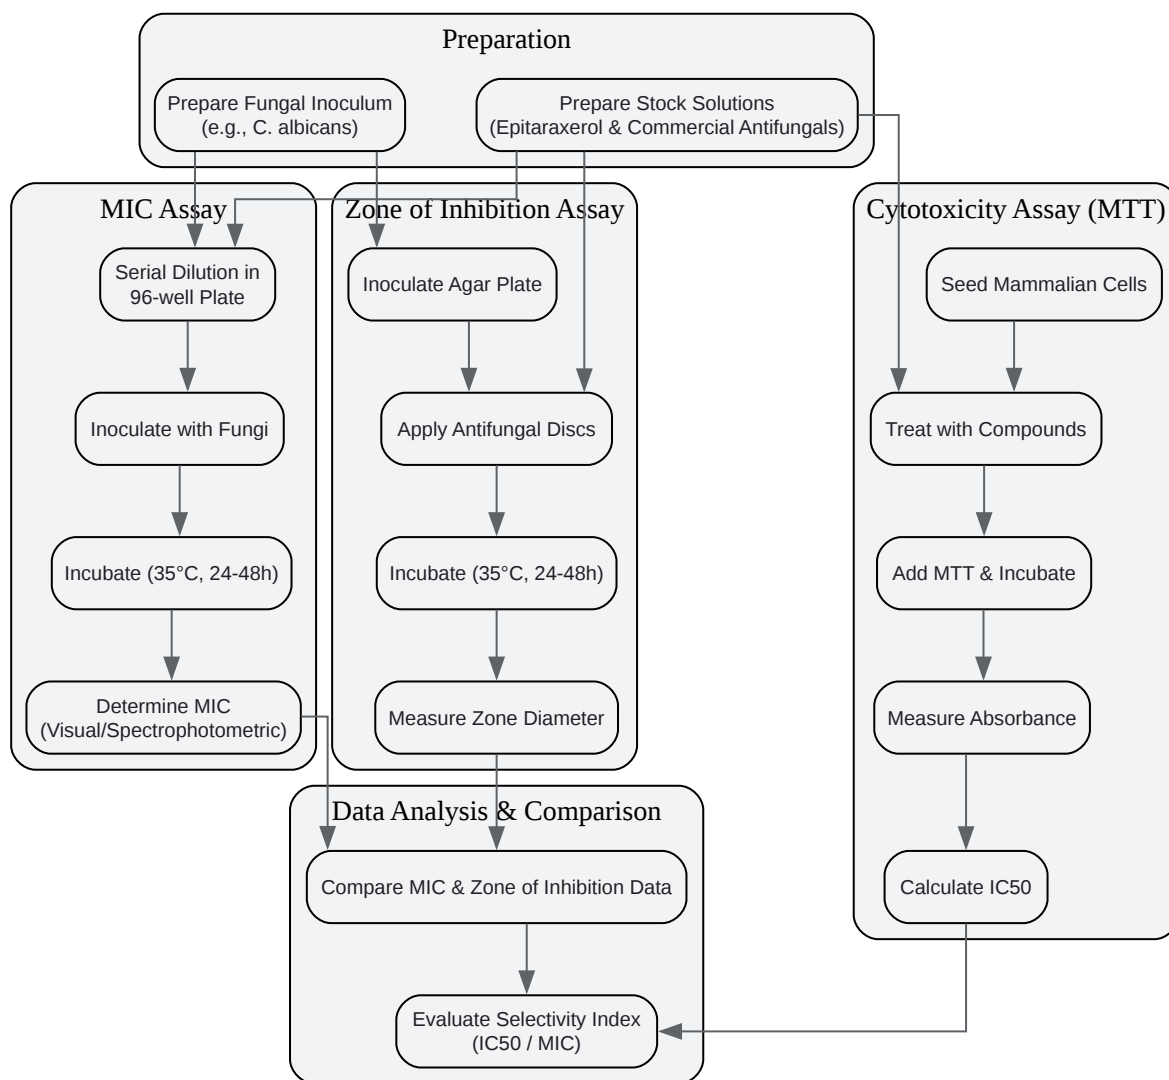 Preparation
Prepare Fungal Inoculum
(e.g., C. albicans)
Prepare Stock Solutions
(Epitaraxerol & Commercial Antifungals)
MIC Assay
Serial Dilution in
96-well Plate
Inoculate with Fungi
Incubate (35°C, 24-48h)
Determine MIC
(Visual/Spectrophotometric)
Zone of Inhibition Assay
Inoculate Agar Plate
Apply Antifungal Discs
Incubate (35°C, 24-48h)
Measure Zone Diameter
Cytotoxicity Assay (MTT)
Seed Mammalian Cells
Treat with Compounds
Add MTT & Incubate
Measure Absorbance
Calculate IC50
Data Analysis & Comparison
Compare MIC & Zone of Inhibition Data
Evaluate Selectivity Index
(IC50 / MIC)